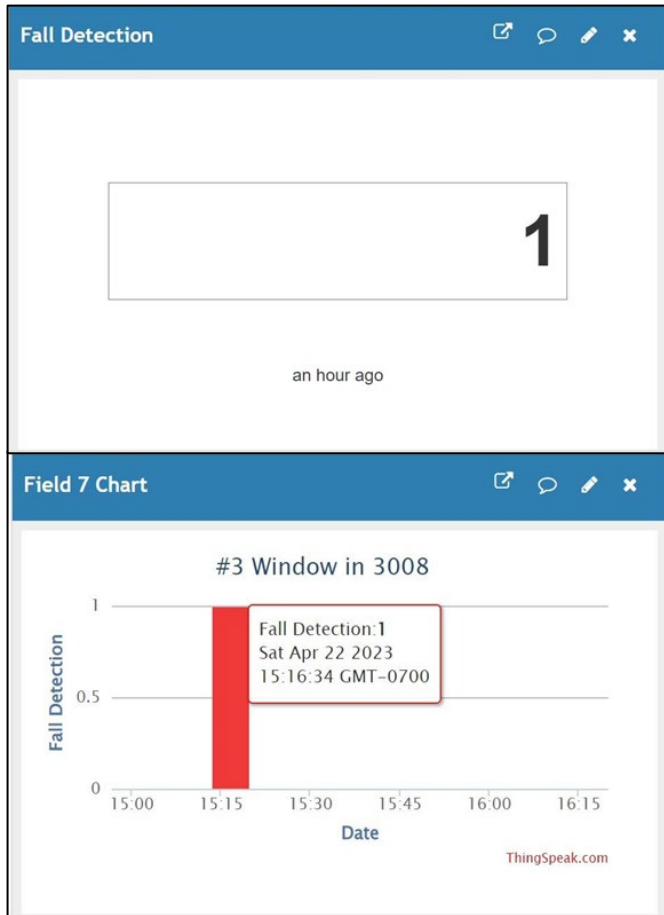 Fall Detection
1
an hour ago
Field 7 Chart
#3 Window in 3008
1
Fall Detection:1
Sat Apr 22 2023
15:16:34 GMT-0700
0.5
0
Fall Detection
15:00 15:15 15:30 15:45 16:00 16:15
Date
ThingSpeak.com